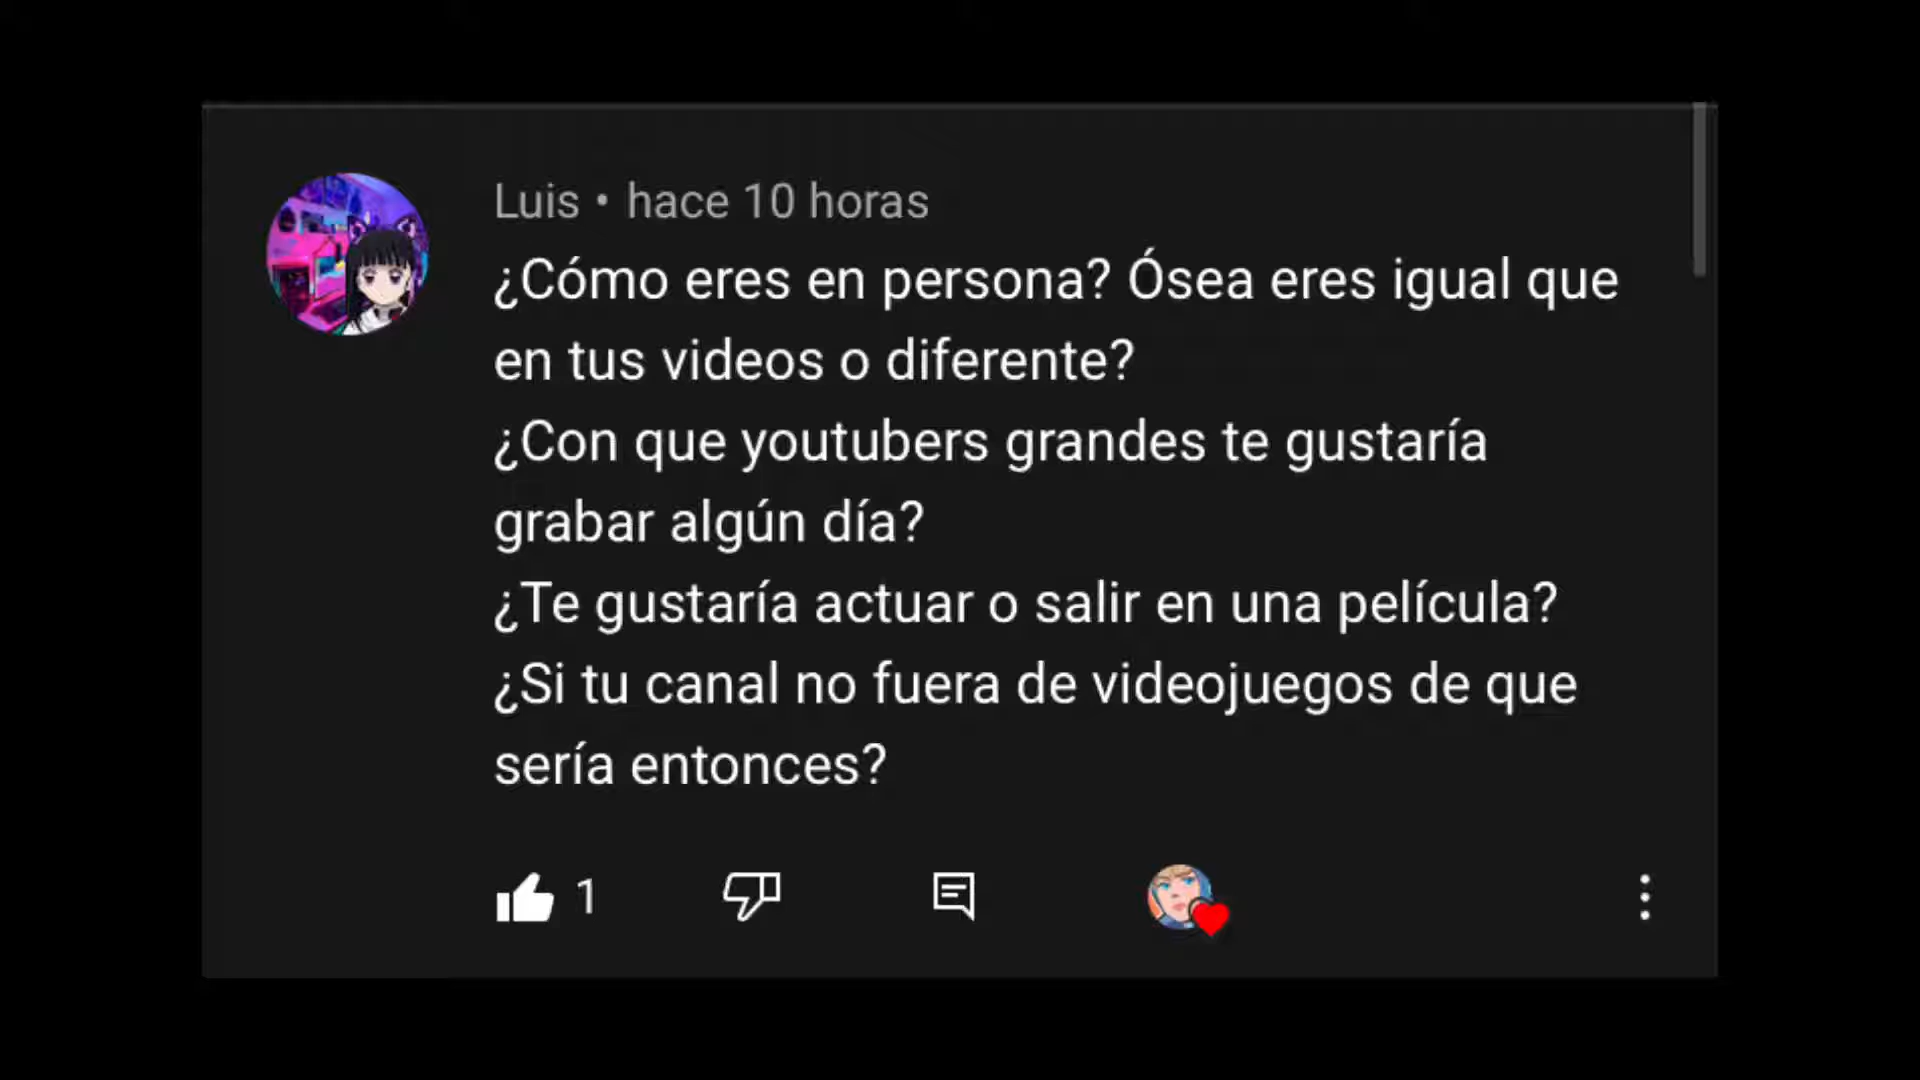 Luis • hace 10 horas
¿Cómo eres en persona? Ósea eres igual que
en tus videos o diferente?
¿Con que youtubers grandes te gustaría
grabar algún día?
¿Te gustaría actuar o salir en una película?
¿Si tu canal no fuera de videojuegos de que
sería entonces?
1